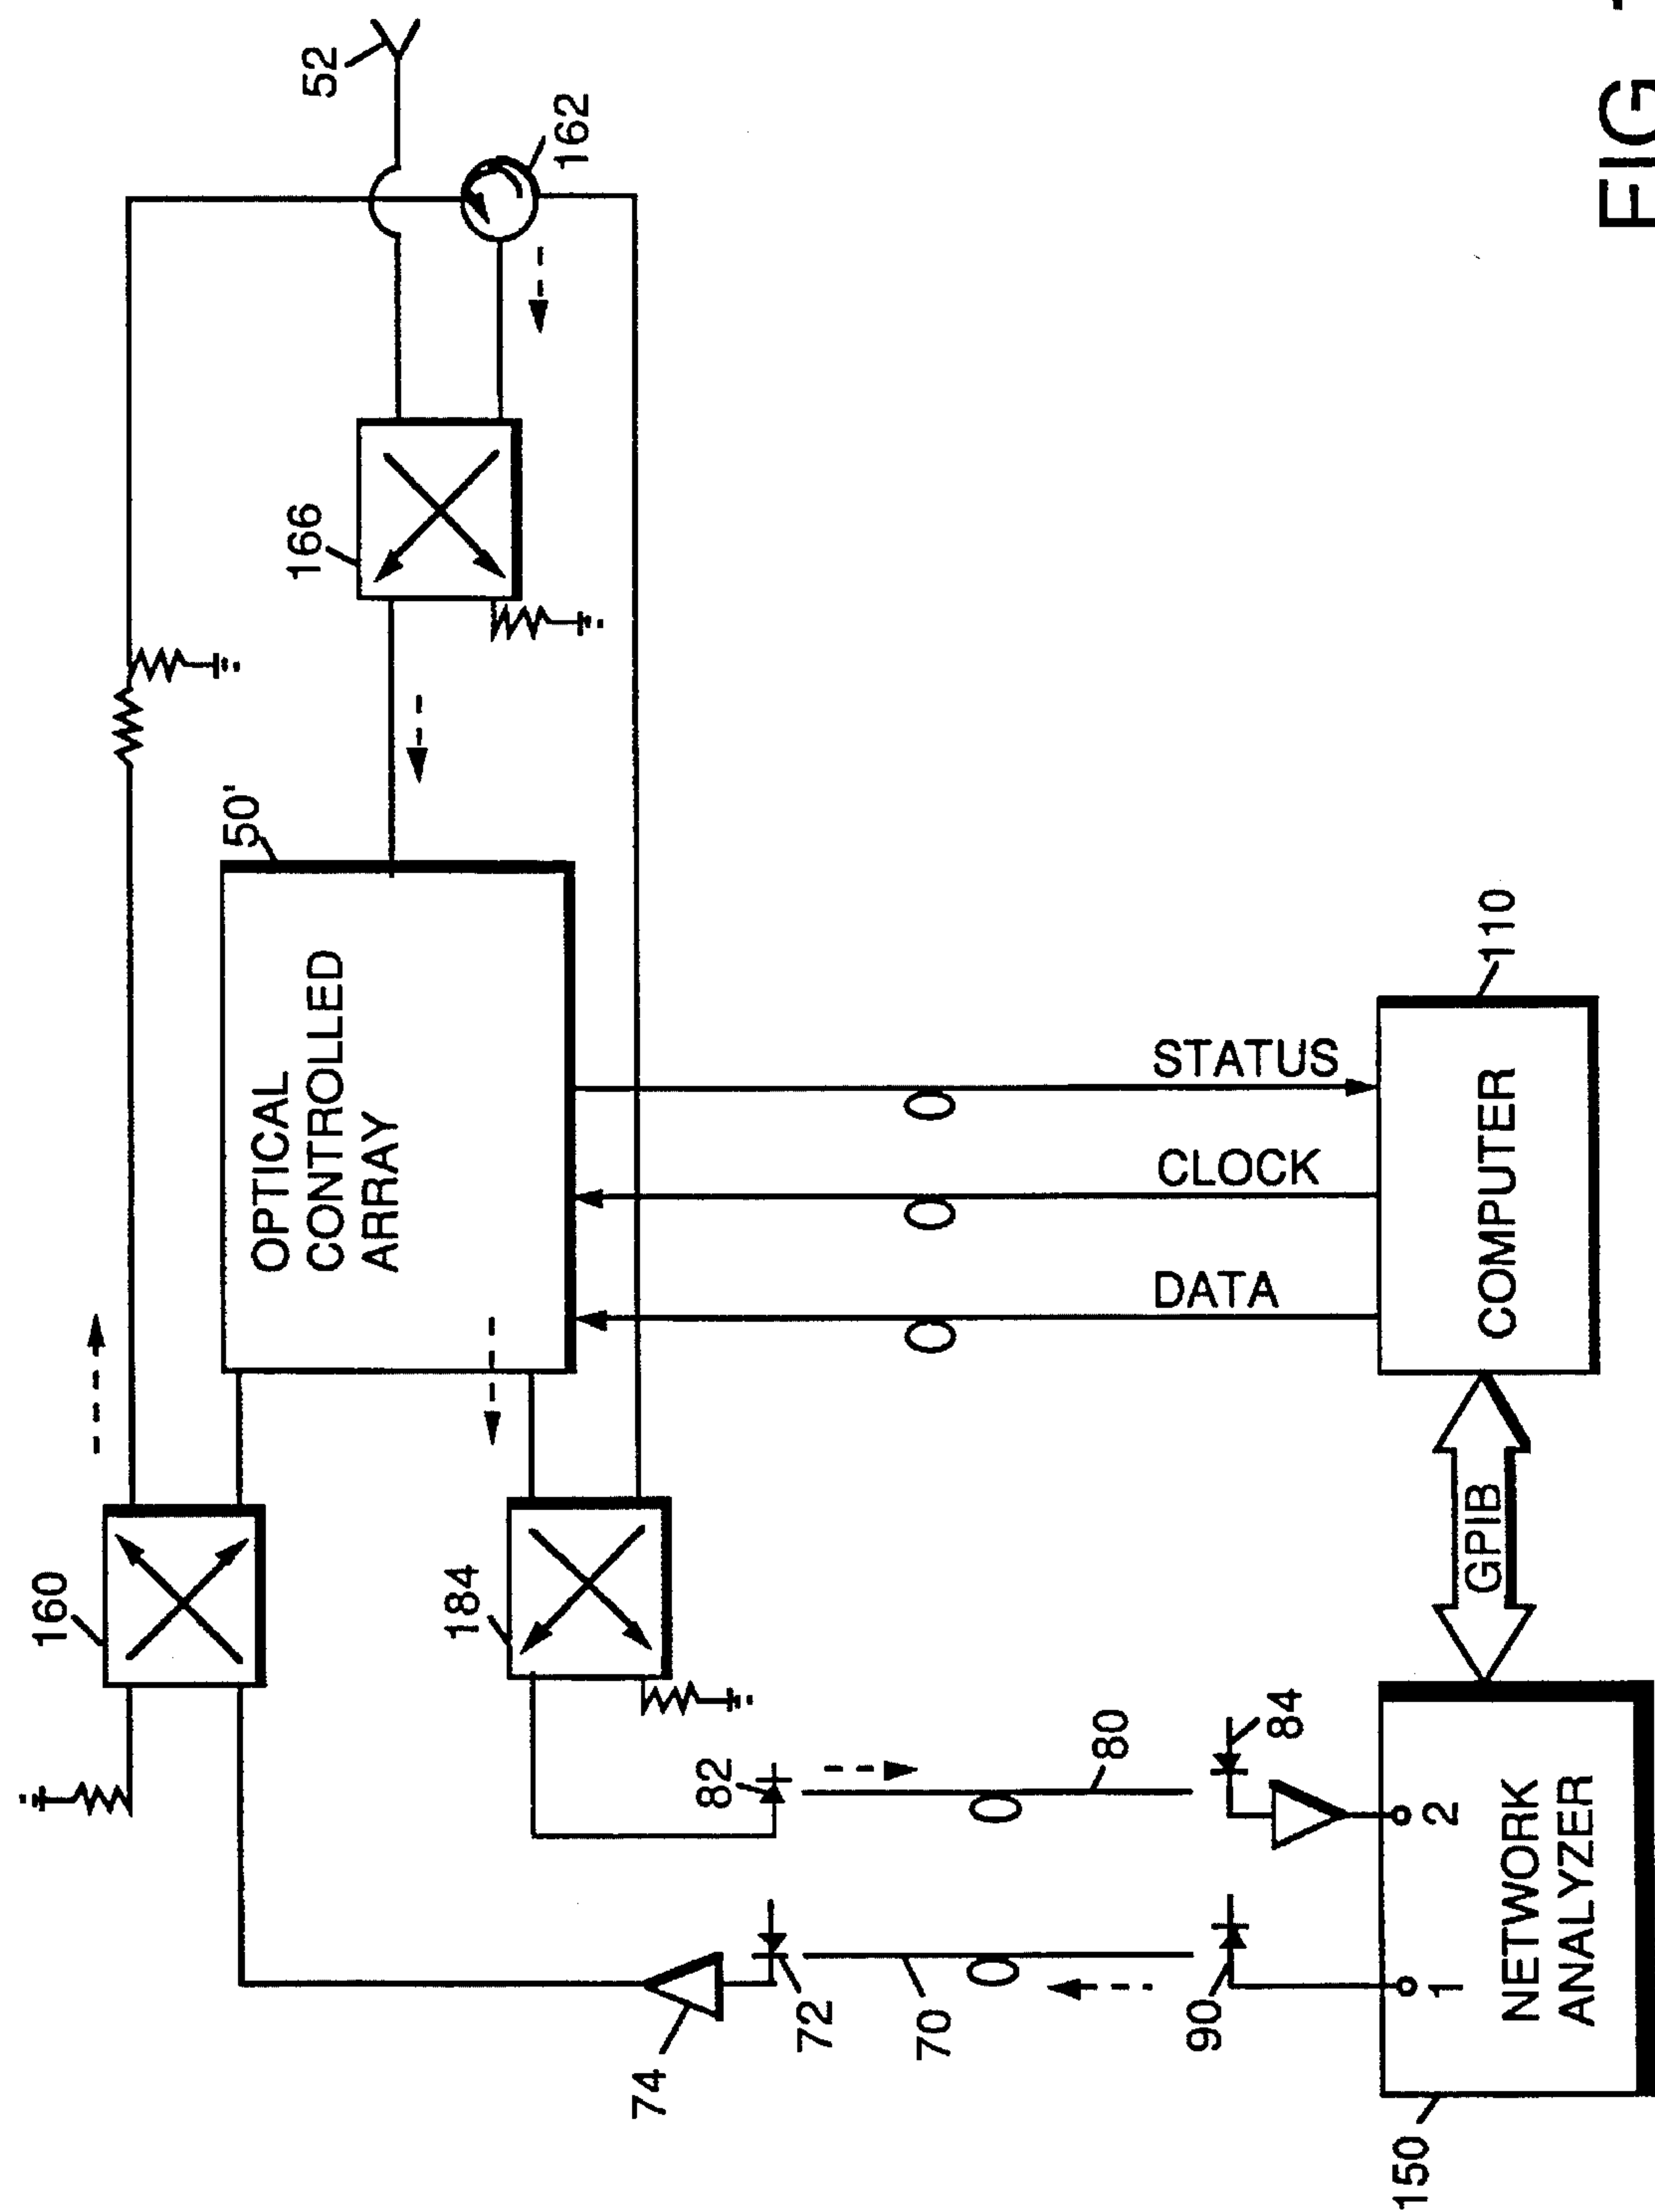 52
162
166
50'
OPTICAL
CONTROLLED
ARRAY
160
184
STATUS
CLOCK
DATA
110
COMPUTER
GPIB
82
80
84
74
72
70
90
1
2
NETWORK
ANALYZER
150
FIG